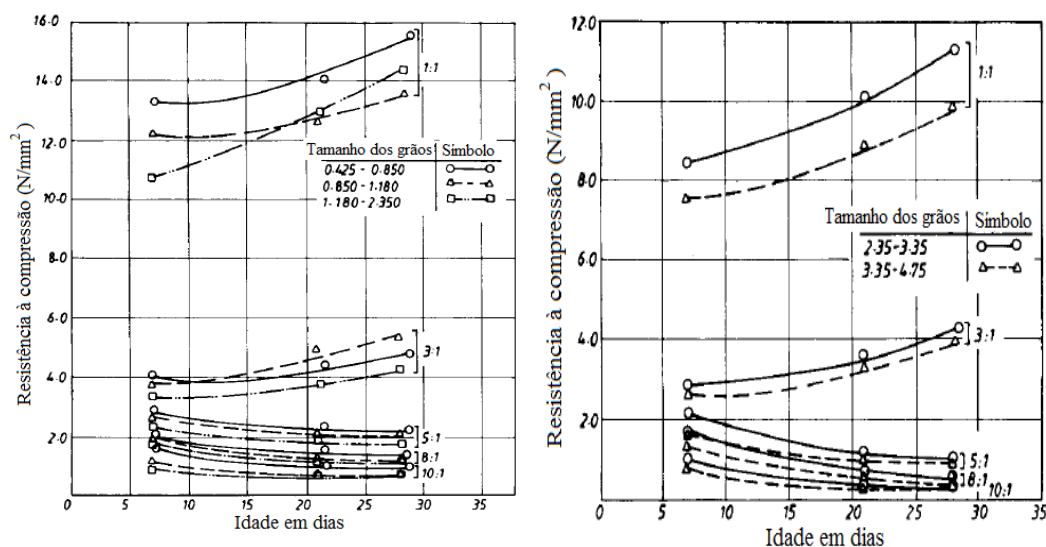 16.0
14.0
12.0
10.0
8.0
6.0
4.0
2.0
0 5 10 15 20 25 30 35
Resistência à compressão (N/mm²)
Idade em dias
1:1
Tamanho dos grãos Símbolo
0.425 - 0.850
0.850 - 1.180
1.180 - 2.350
3:1
5:1
8:1
10:1
12.0
10.0
8.0
6.0
4.0
2.0
0 5 10 15 20 25 30 35
Resistência à compressão (N/mm²)
Idade em dias
1:1
Tamanho dos grãos Símbolo
2.35-3.35
3.35-4.75
3:1
5:1
8:1
10:1